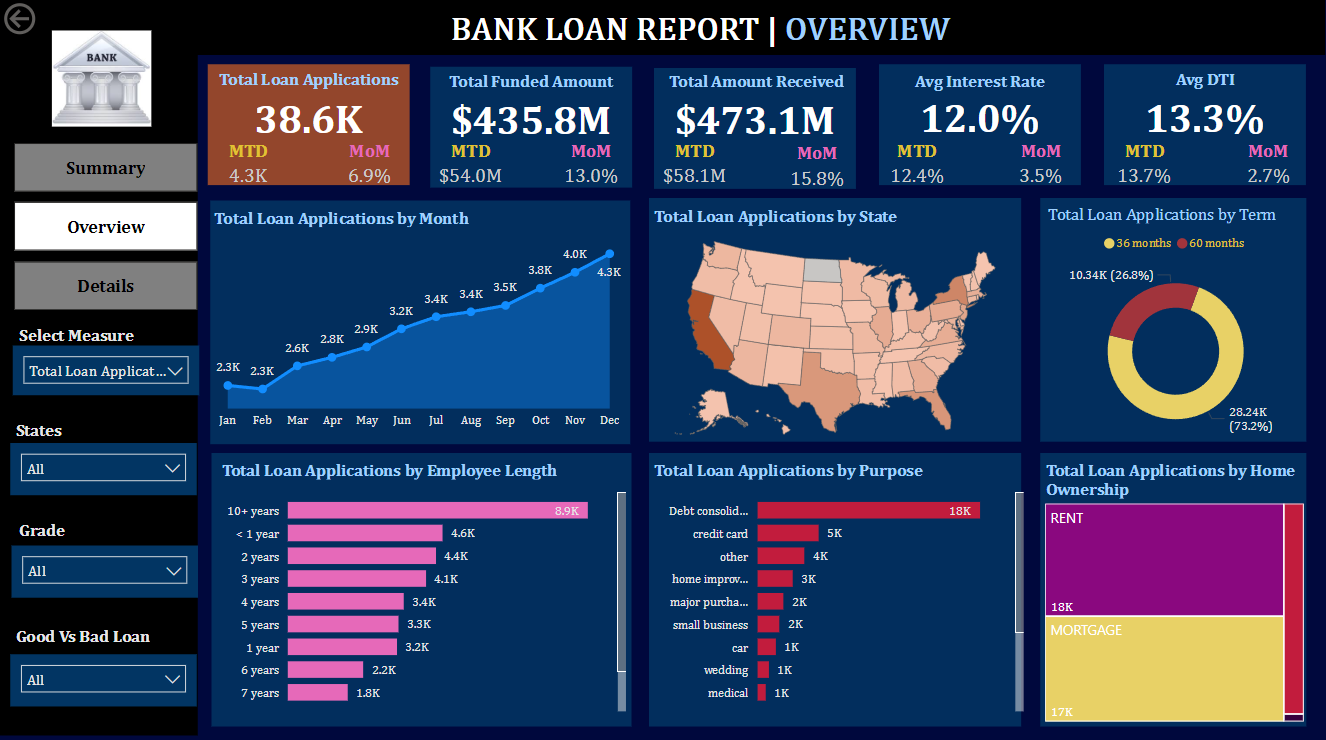 BANK LOAN REPORT | OVERVIEW
BANK
Summary
Overview
Details
Select Measure
Total Loan Applicat...
States
All
Grade
All
Good Vs Bad Loan
All
Total Loan Applications
38.6K
MTD MoM
4.3K 6.9%
Total Funded Amount
$435.8M
MTD MoM
$54.0M 13.0%
Total Amount Received
$473.1M
MTD MoM
$58.1M 15.8%
Avg Interest Rate
12.0%
MTD MoM
12.4% 3.5%
Avg DTI
13.3%
MTD MoM
13.7% 2.7%
Total Loan Applications by Month
2.3K 2.3K 2.6K 2.8K 2.9K 3.2K 3.4K 3.4K 3.5K 3.8K 4.0K 4.3K
Jan Feb Mar Apr May Jun Jul Aug Sep Oct Nov Dec
Total Loan Applications by State
Total Loan Applications by Term
36 months 60 months
10.34K (26.8%)
28.24K
(73.2%)
Total Loan Applications by Employee Length
10+ years 8.9K
< 1 year 4.6K
2 years 4.4K
3 years 4.1K
4 years 3.4K
5 years 3.3K
1 year 3.2K
6 years 2.2K
7 years 1.8K
Total Loan Applications by Purpose
Debt consolid... 18K
credit card 5K
other 4K
home improv... 3K
major purcha... 2K
small business 2K
car 1K
wedding 1K
medical 1K
Total Loan Applications by Home
Ownership
RENT
18K
MORTGAGE
17K